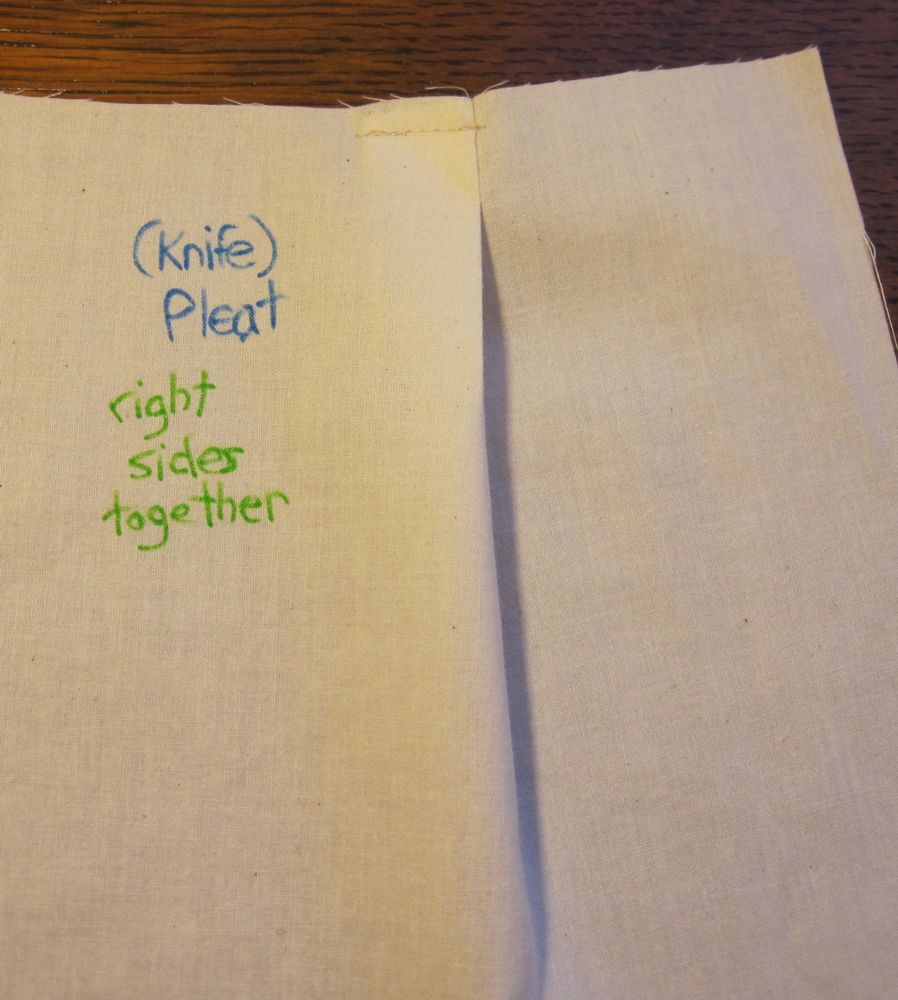 (Knife)
Pleat
right
sides
together